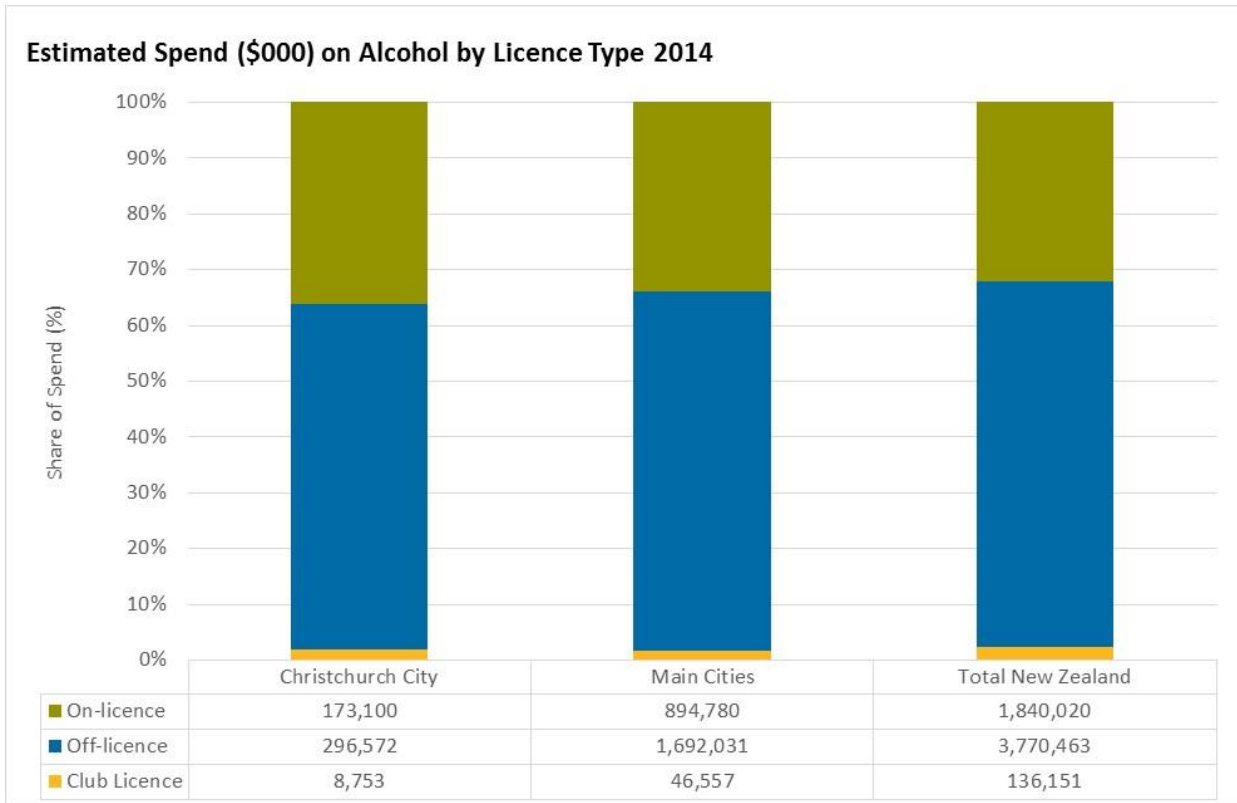 Estimated Spend ($000) on Alcohol by Licence Type 2014
100%
90%
80%
70%
60%
50%
40%
30%
20%
10%
0%
Share of Spend (%)
Christchurch City Main Cities Total New Zealand
On-licence 173,100 894,780 1,840,020
Off-licence 296,572 1,692,031 3,770,463
Club Licence 8,753 46,557 136,151